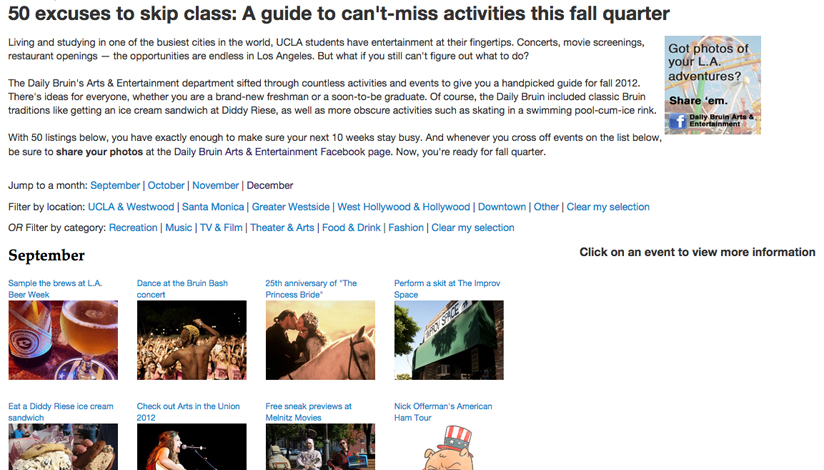 50 excuses to skip class: A guide to can't-miss activities this fall quarter
Living and studying in one of the busiest cities in the world, UCLA students have entertainment at their fingertips. Concerts, movie screenings,
restaurant openings — the opportunities are endless in Los Angeles. But what if you still can't figure out what to do?
The Daily Bruin's Arts & Entertainment department sifted through countless activities and events to give you a handpicked guide for fall 2012.
There's ideas for everyone, whether you are a brand-new freshman or a soon-to-be graduate. Of course, the Daily Bruin included classic Bruin
traditions like getting an ice cream sandwich at Diddy Riese, as well as more obscure activities such as skating in a swimming pool-cum-ice rink.
With 50 listings below, you have exactly enough to make sure your next 10 weeks stay busy. And whenever you cross off events on the list below,
be sure to share your photos at the Daily Bruin Arts & Entertainment Facebook page. Now, you're ready for fall quarter.
Got photos of
your L.A.
adventures?
Share 'em.
f Daily Bruin Arts &
Entertainment
Jump to a month: September | October | November | December
Filter by location: UCLA & Westwood | Santa Monica | Greater Westside | West Hollywood & Hollywood | Downtown | Other | Clear my selection
OR Filter by category: Recreation | Music | TV & Film | Theater & Arts | Food & Drink | Fashion | Clear my selection
September
Click on an event to view more information
Sample the brews at L.A.
Beer Week
Dance at the Bruin Bash
concert
25th anniversary of "The
Princess Bride"
Perform a skit at The Improv
Space
IMPROV SPACE
Eat a Diddy Riese ice cream
sandwich
Check out Arts in the Union
2012
Free sneak previews at
Melnitz Movies
Nick Offerman's American
Ham Tour